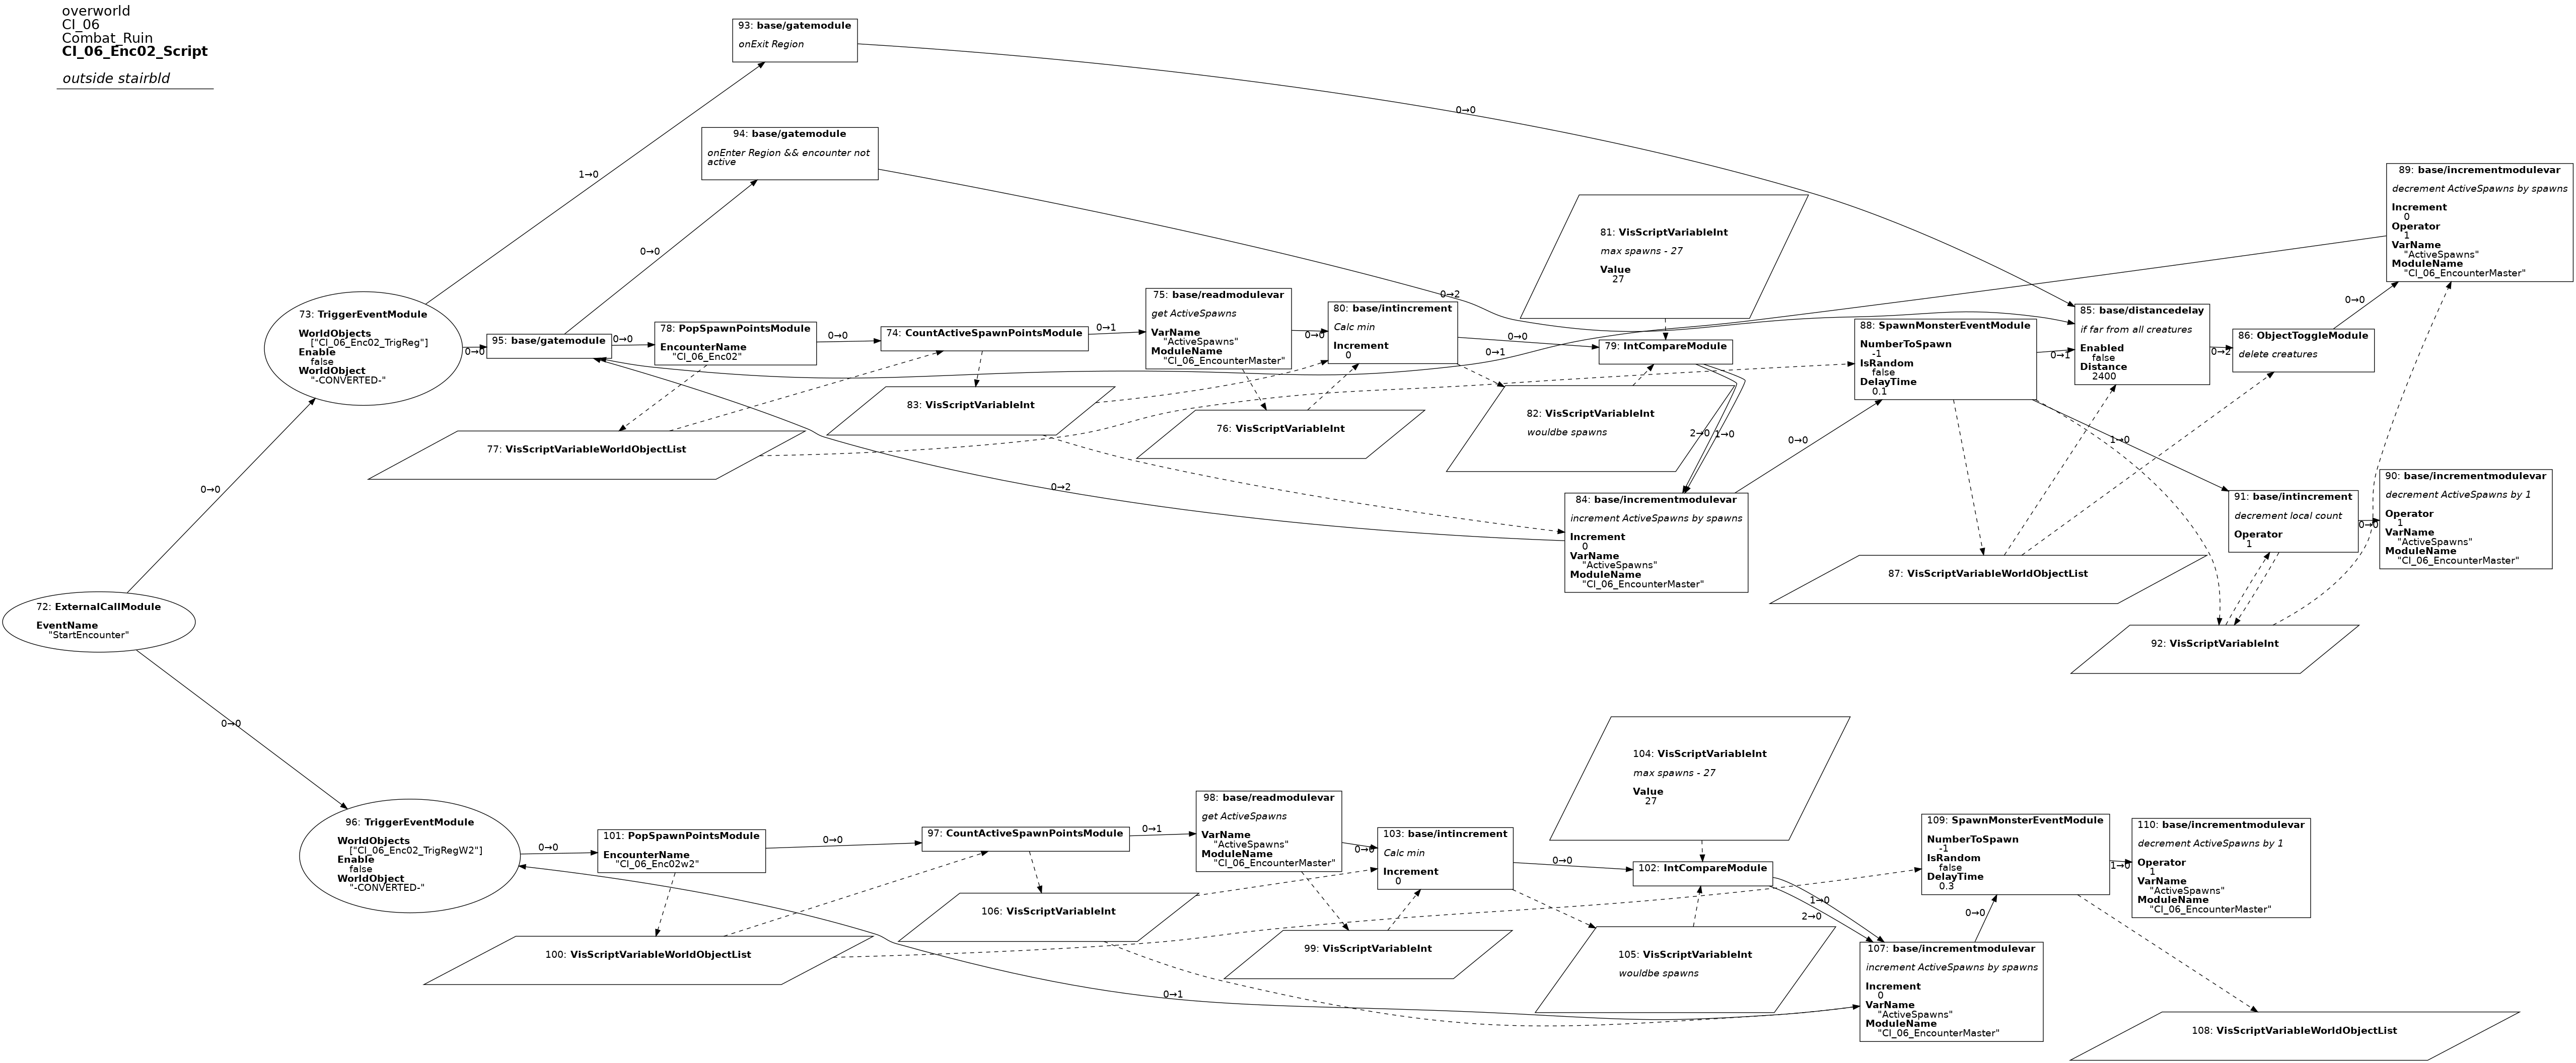 overworld
CI_06
Combat_Ruin
CI_06_Enc02_Script
outside stairbld
93: base/gatemodule
onExit Region
0→0
1→0
94: base/gatemodule
onEnter Region && encounter not
active
0→0
0→2
73: TriggerEventModule
WorldObjects
["CI_06_Enc02_TrigReg"]
Enable
false
WorldObject
"-CONVERTED-"
0→0
95: base/gatemodule
0→0
78: PopSpawnPointsModule
EncounterName
"CI_06_Enc02"
0→0
74: CountActiveSpawnPointsModule
0→1
75: base/readmodulevar
get ActiveSpawns
VarName
"ActiveSpawns"
ModuleName
"CI_06_EncounterMaster"
0→0
80: base/intincrement
Calc min
Increment
0
0→0
0→1
81: VisScriptVariableInt
max spawns - 27
Value
27
79: IntCompareModule
2→0
1→0
88: SpawnMonsterEventModule
NumberToSpawn
-1
IsRandom
false
DelayTime
0.1
0→1
85: base/distancedelay
if far from all creatures
Enabled
false
Distance
2400
0→2
86: ObjectToggleModule
delete creatures
0→0
89: base/incrementmodulevar
decrement ActiveSpawns by spawns
Increment
0
Operator
1
VarName
"ActiveSpawns"
ModuleName
"CI_06_EncounterMaster"
83: VisScriptVariableInt
76: VisScriptVariableInt
82: VisScriptVariableInt
wouldbe spawns
77: VisScriptVariableWorldObjectList
0→0
0→0
0→2
84: base/incrementmodulevar
increment ActiveSpawns by spawns
Increment
0
VarName
"ActiveSpawns"
ModuleName
"CI_06_EncounterMaster"
1→0
91: base/intincrement
decrement local count
Operator
1
0→0
90: base/incrementmodulevar
decrement ActiveSpawns by 1
Operator
1
VarName
"ActiveSpawns"
ModuleName
"CI_06_EncounterMaster"
87: VisScriptVariableWorldObjectList
92: VisScriptVariableInt
72: ExternalCallModule
EventName
"StartEncounter"
0→0
96: TriggerEventModule
WorldObjects
["CI_06_Enc02_TrigRegW2"]
Enable
false
WorldObject
"-CONVERTED-"
0→0
101: PopSpawnPointsModule
EncounterName
"CI_06_Enc02w2"
0→0
97: CountActiveSpawnPointsModule
0→1
98: base/readmodulevar
get ActiveSpawns
VarName
"ActiveSpawns"
ModuleName
"CI_06_EncounterMaster"
0→0
103: base/intincrement
Calc min
Increment
0
0→0
104: VisScriptVariableInt
max spawns - 27
Value
27
102: IntCompareModule
1→0
2→0
109: SpawnMonsterEventModule
NumberToSpawn
-1
IsRandom
false
DelayTime
0.3
1→0
110: base/incrementmodulevar
decrement ActiveSpawns by 1
Operator
1
VarName
"ActiveSpawns"
ModuleName
"CI_06_EncounterMaster"
106: VisScriptVariableInt
99: VisScriptVariableInt
105: VisScriptVariableInt
wouldbe spawns
100: VisScriptVariableWorldObjectList
0→0
0→1
107: base/incrementmodulevar
increment ActiveSpawns by spawns
Increment
0
VarName
"ActiveSpawns"
ModuleName
"CI_06_EncounterMaster"
108: VisScriptVariableWorldObjectList